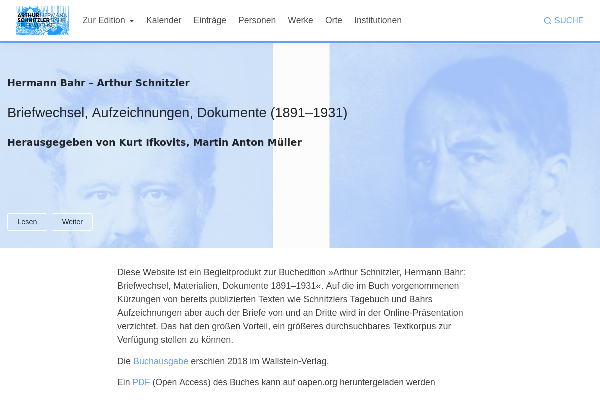 Zur Edition
Kalender
Einträge
Personen
Werke
Orte
Institutionen
SUCHE
Hermann Bahr – Arthur Schnitzler
Briefwechsel, Aufzeichnungen, Dokumente (1891–1931)
Herausgegeben von Kurt Ifkovits, Martin Anton Müller
Lesen
Weiter
Diese Website ist ein Begleitprodukt zur Buchedition »Arthur Schnitzler, Hermann Bahr:
Briefwechsel, Materialien, Dokumente 1891–1931«. Auf die im Buch vorgenommenen
Kürzungen von bereits publizierten Texten wie Schnitzlers Tagebuch und Bahrs
Aufzeichnungen aber auch der Briefe von und an Dritte wird in der Online-Präsentation
verzichtet. Das hat den großen Vorteil, ein größeres durchsuchbares Textkorpus zur
Verfügung stellen zu können.
Die Buchausgabe erschien 2018 im Wallstein-Verlag.
Ein PDF (Open Access) des Buches kann auf oapen.org heruntergeladen werden